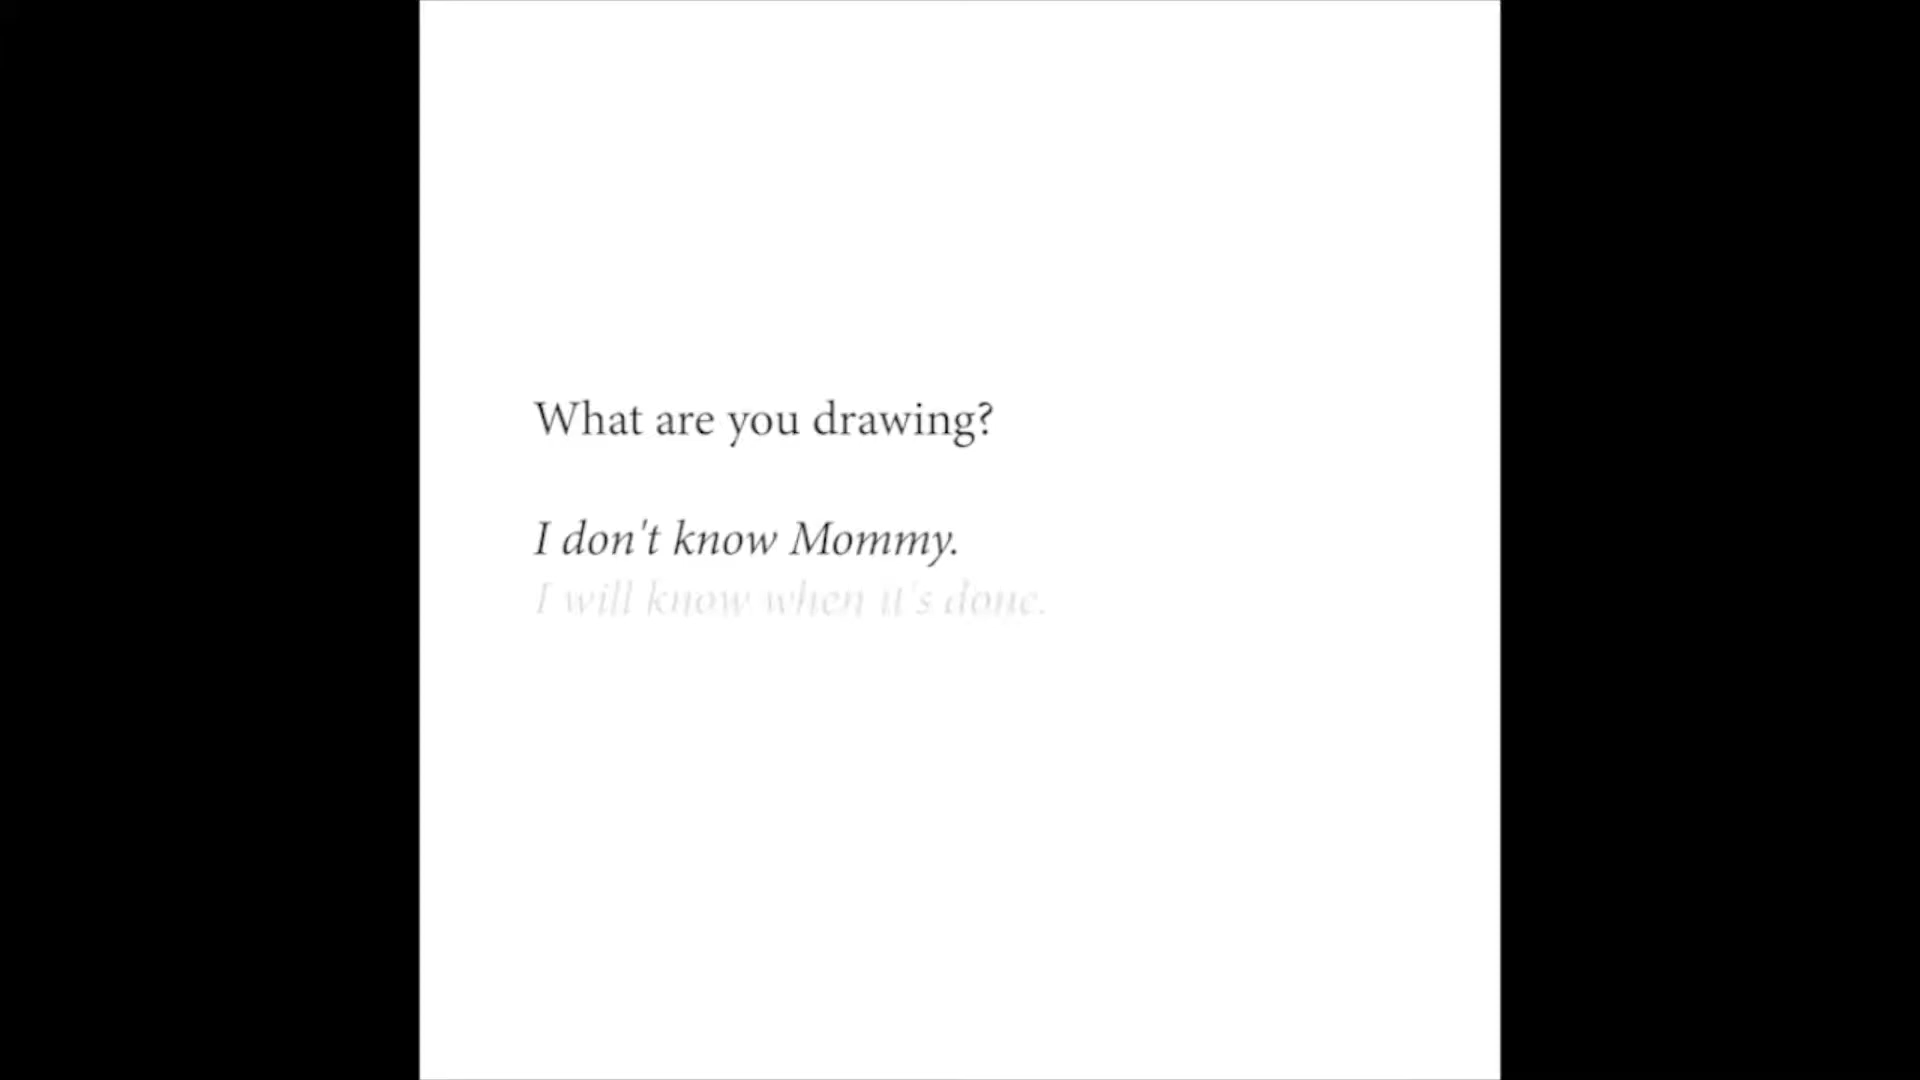 What are you drawing?
I don't know Mommy.
I will know when it's done.